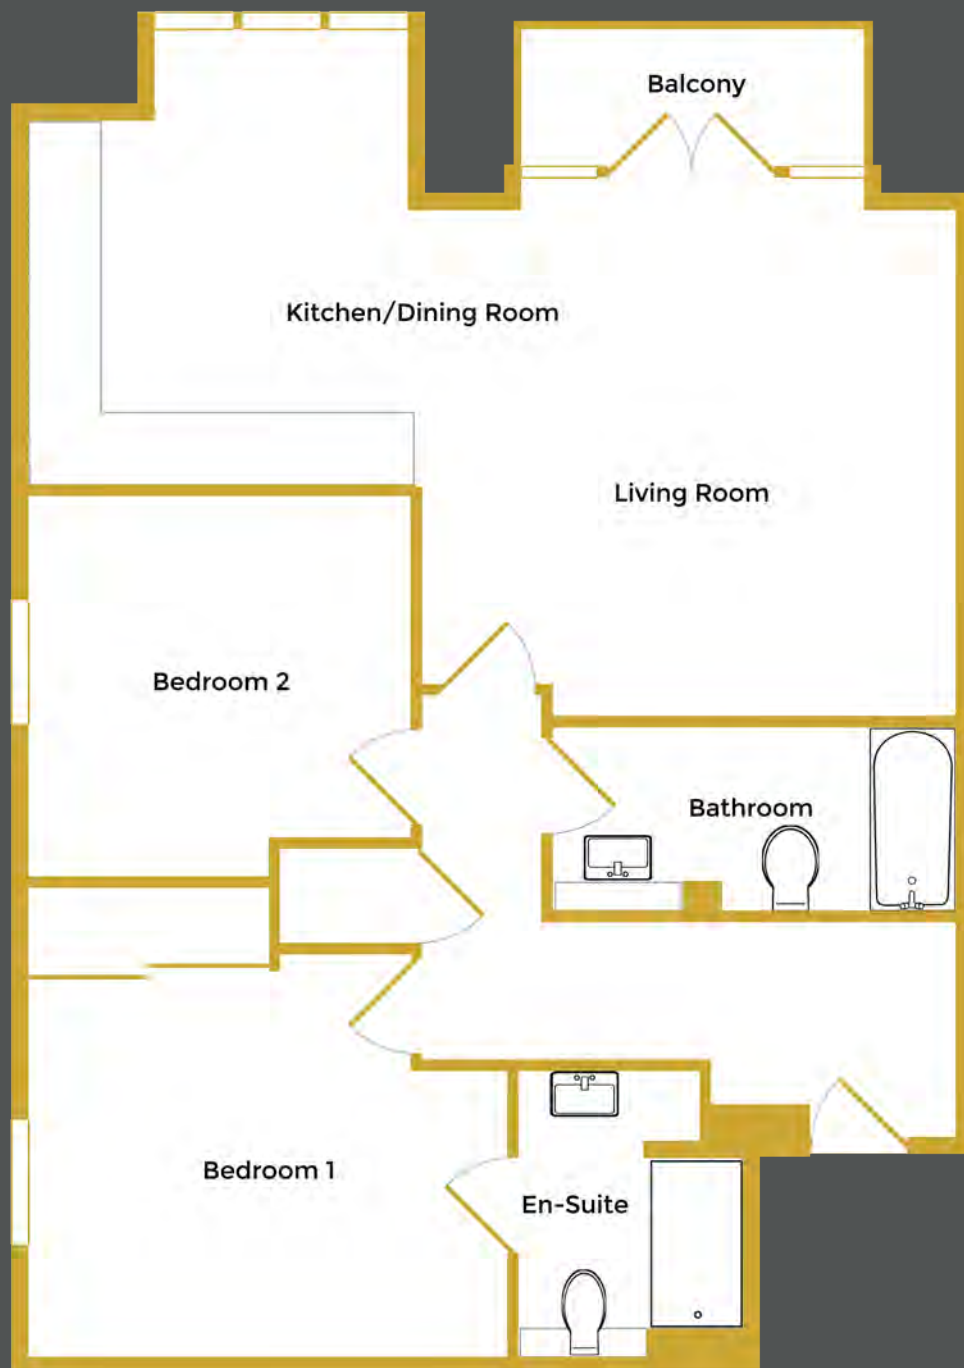 Balcony
Kitchen/Dining Room
Living Room
Bedroom 2
Bathroom
Bedroom 1
En-Suite